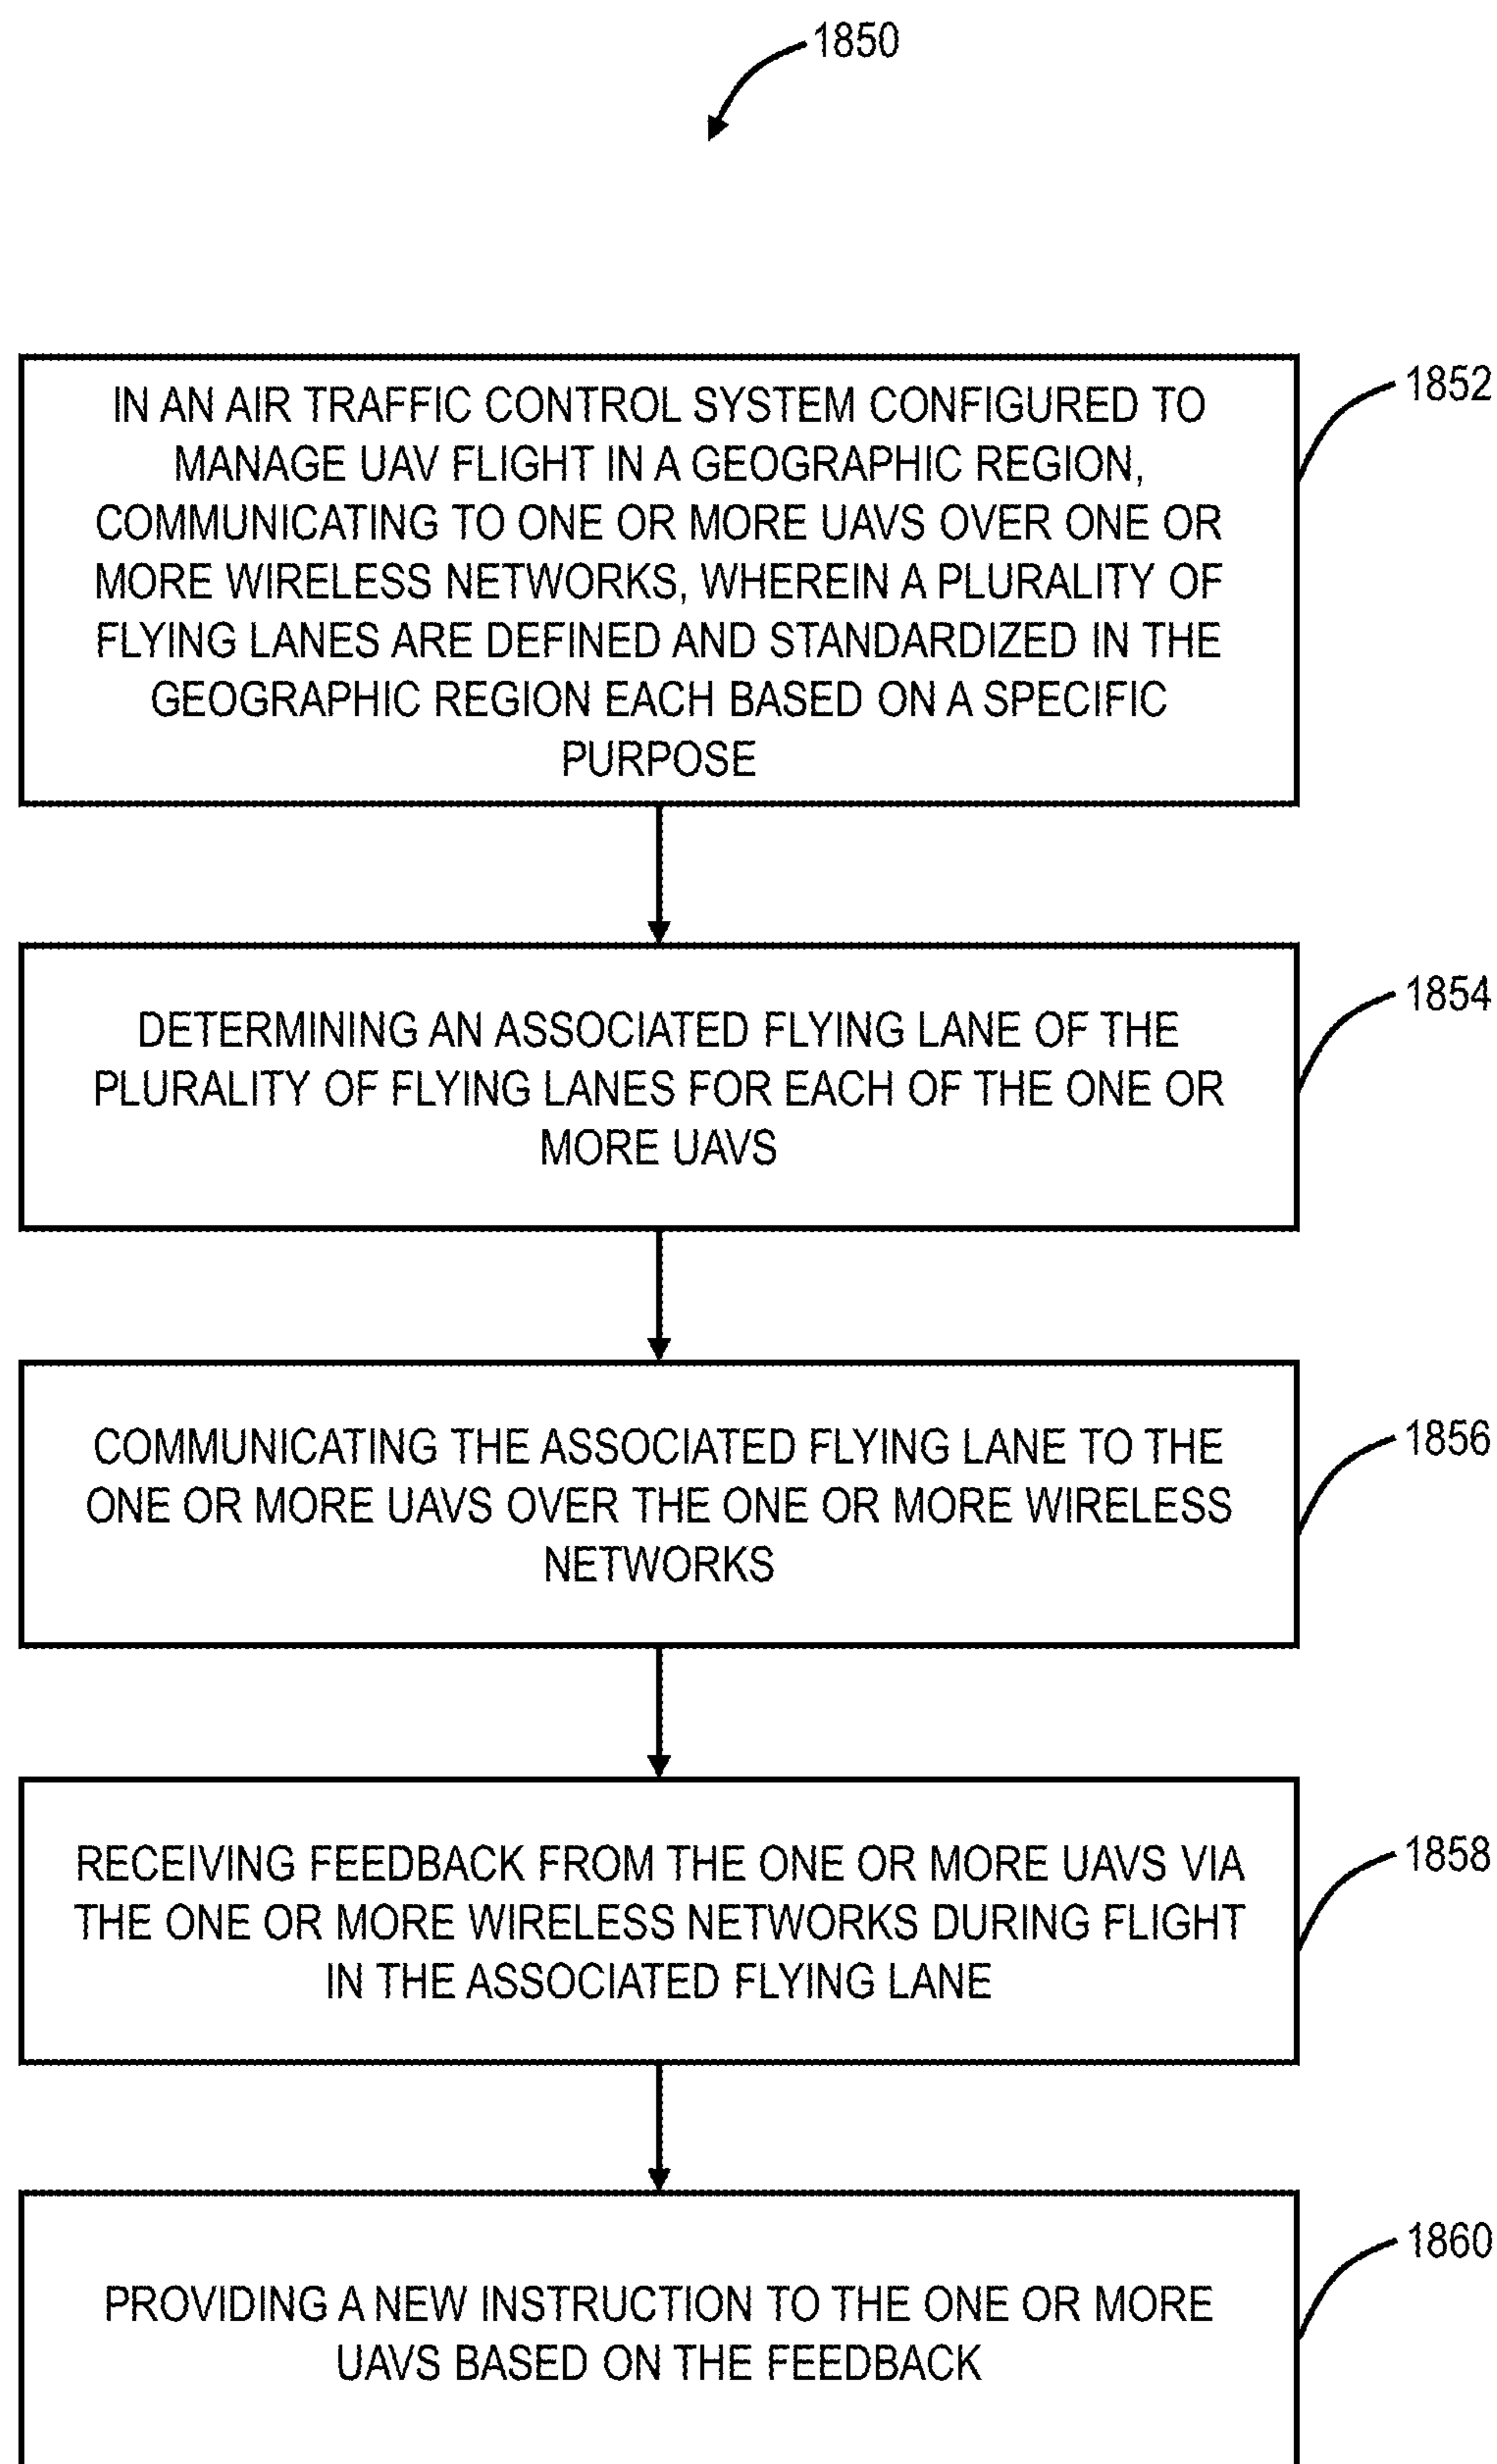 1850
IN AN AIR TRAFFIC CONTROL SYSTEM CONFIGURED TO
MANAGE UAV FLIGHT IN A GEOGRAPHIC REGION,
COMMUNICATING TO ONE OR MORE UAVS OVER ONE OR
MORE WIRELESS NETWORKS, WHEREIN A PLURALITY OF
FLYING LANES ARE DEFINED AND STANDARDIZED IN THE
GEOGRAPHIC REGION EACH BASED ON A SPECIFIC
PURPOSE
1852
DETERMINING AN ASSOCIATED FLYING LANE OF THE
PLURALITY OF FLYING LANES FOR EACH OF THE ONE OR
MORE UAVS
1854
COMMUNICATING THE ASSOCIATED FLYING LANE TO THE
ONE OR MORE UAVS OVER THE ONE OR MORE WIRELESS
NETWORKS
1856
RECEIVING FEEDBACK FROM THE ONE OR MORE UAVS VIA
THE ONE OR MORE WIRELESS NETWORKS DURING FLIGHT
IN THE ASSOCIATED FLYING LANE
1858
PROVIDING A NEW INSTRUCTION TO THE ONE OR MORE
UAVS BASED ON THE FEEDBACK
1860